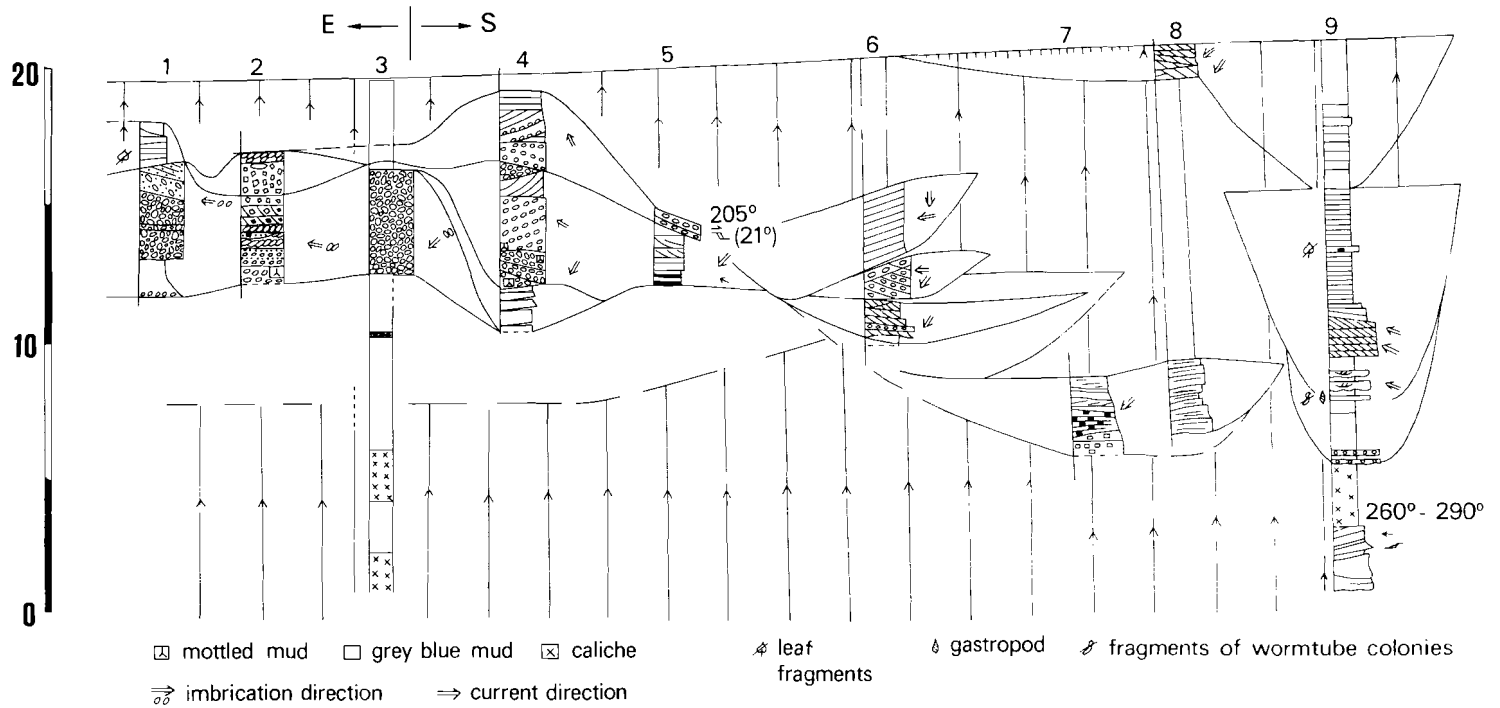 E S
1 2 3 4 5 6 7 8 9
20
205°
(21°)
10
260° - 290°
0
mottled mud grey blue mud caliche leaf fragments gastropod fragments of wormtube colonies
imbrication direction current direction